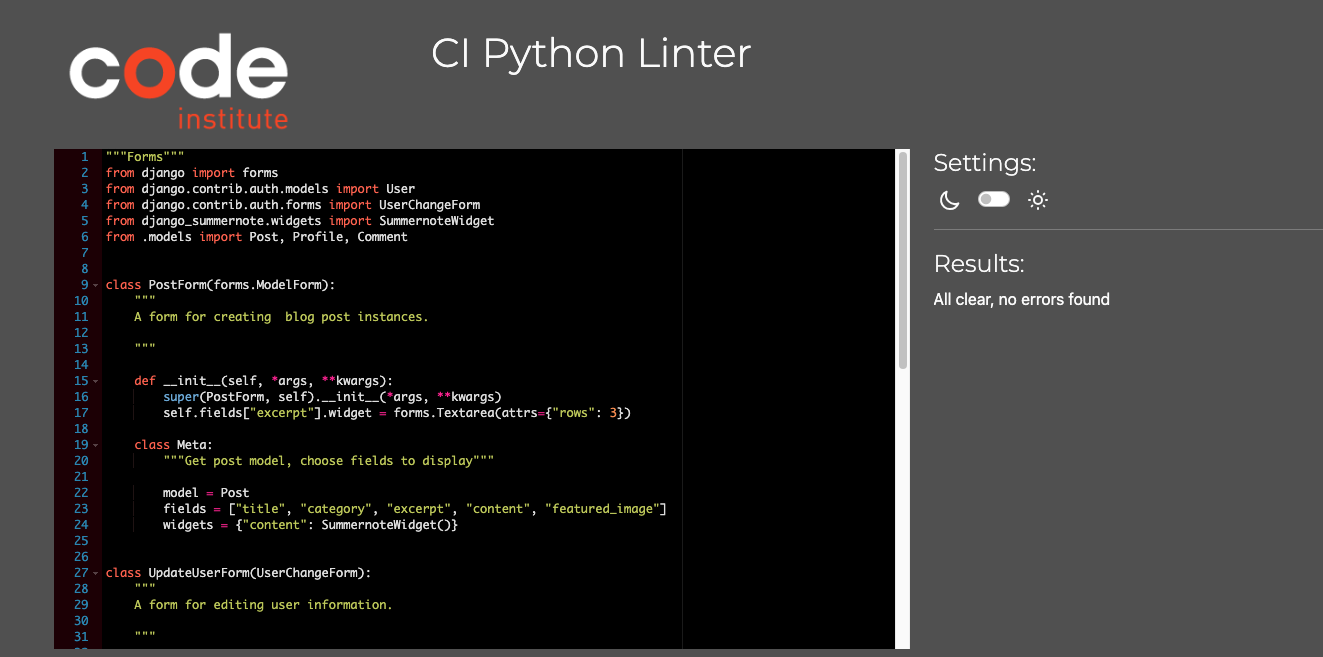 code
institute
CI Python Linter
1 """Forms"""
2 from django import forms
3 from django.contrib.auth.models import User
4 from django.contrib.auth.forms import UserChangeForm
5 from django_summernote.widgets import SummernoteWidget
6 from .models import Post, Profile, Comment
7
8
9 class PostForm(forms.ModelForm):
10     """
11     A form for creating  blog post instances.
12
13     """
14
15     def __init__(self, *args, **kwargs):
16         super(PostForm, self).__init__(*args, **kwargs)
17         self.fields["excerpt"].widget = forms.Textarea(attrs={"rows": 3})
18
19     class Meta:
20         """Get post model, choose fields to display"""
21
22         model = Post
23         fields = ["title", "category", "excerpt", "content", "featured_image"]
24         widgets = {"content": SummernoteWidget()}
25
26
27 class UpdateUserForm(UserChangeForm):
28     """
29     A form for editing user information.
30
31     """
Settings:
Results:
All clear, no errors found